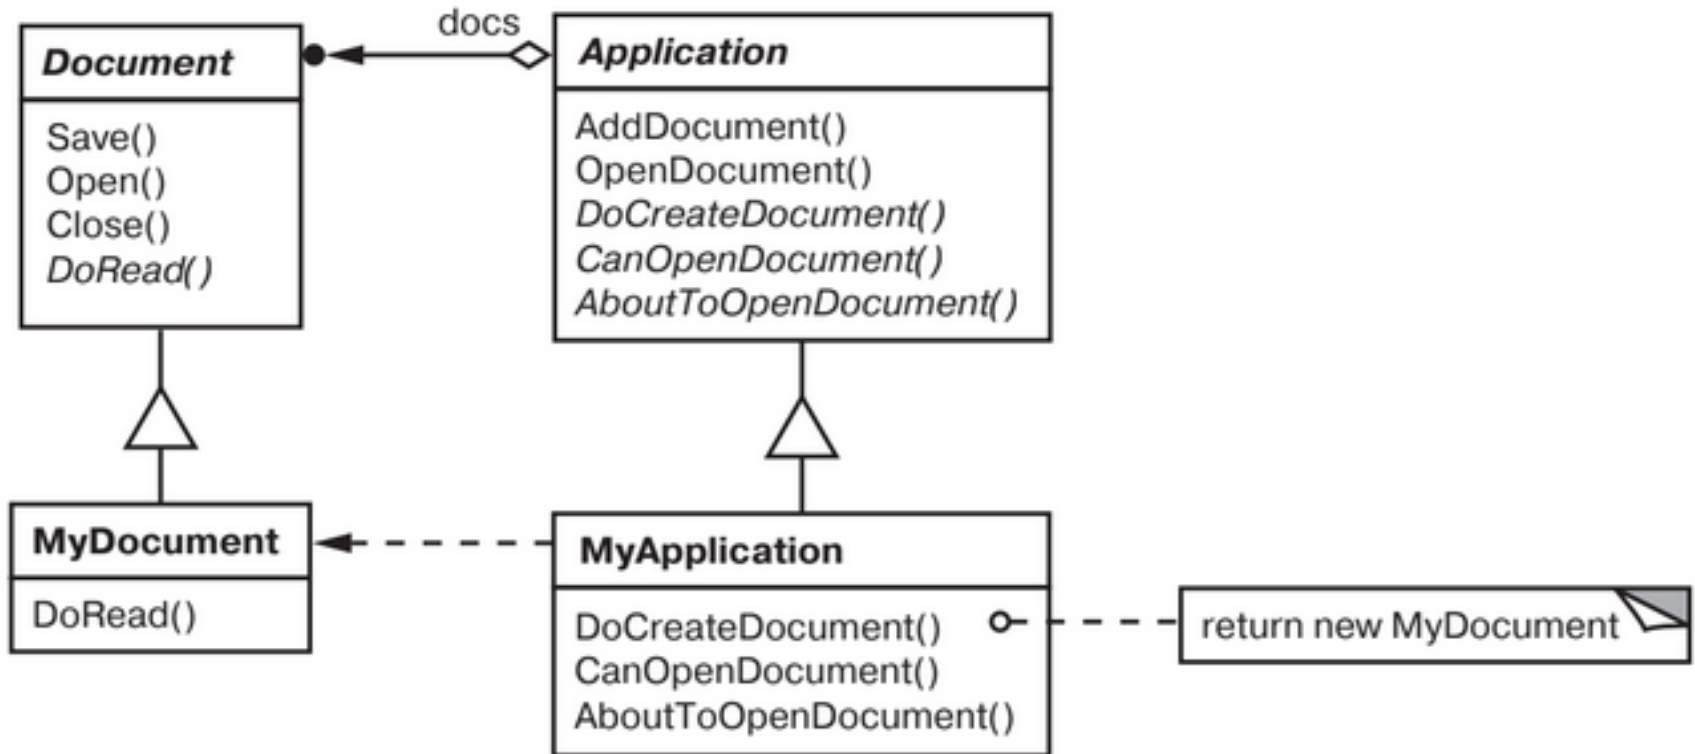 docs
Document
Save()
Open()
Close()
DoRead()
Application
AddDocument()
OpenDocument()
DoCreateDocument()
CanOpenDocument()
AboutToOpenDocument()
MyDocument
DoRead()
MyApplication
DoCreateDocument()
CanOpenDocument()
AboutToOpenDocument()
return new MyDocument